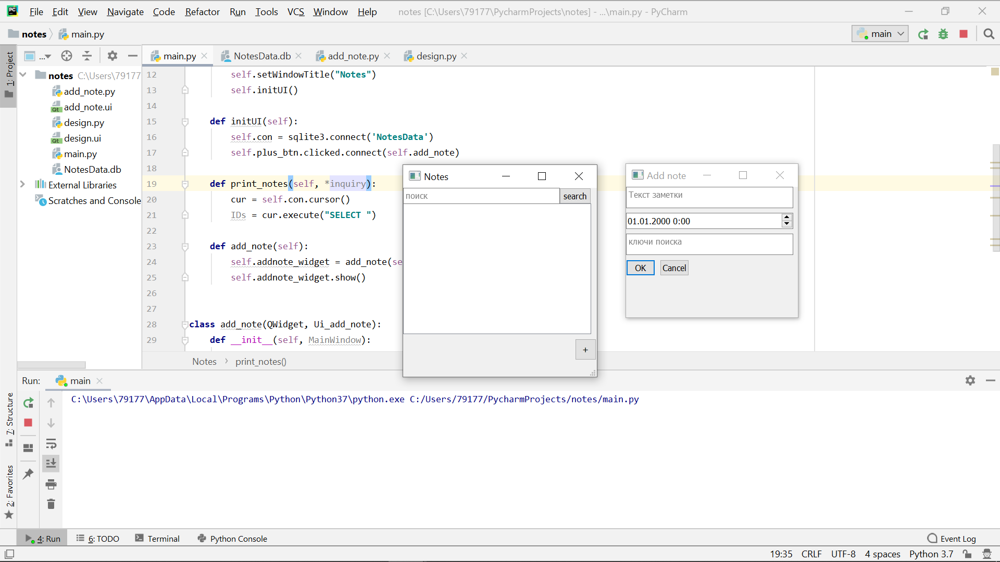 File Edit View Navigate Code Refactor Run Tools VCS Window Help notes [C:\Users\79177\PycharmProjects\notes] - ...\main.py - PyCharm
notes main.py main
1: Project
...
main.py NotesData.db add_note.py design.py
notes C:\Users\79177
add_note.py
add_note.ui
design.py
design.ui
main.py
NotesData.db
External Libraries
Scratches and Console
12 self.setWindowTitle("Notes")
13 self.initUI()
14
15 def initUI(self):
16 self.con = sqlite3.connect('NotesData')
17 self.plus_btn.clicked.connect(self.add_note)
18
19 def print_notes(self, *inquiry):
20 cur = self.con.cursor()
21 IDs = cur.execute("SELECT ")
22
23 def add_note(self):
24 self.addnote_widget = add_note(se
25 self.addnote_widget.show()
26
27
28 class add_note(QWidget, Ui_add_note):
29 def __init__(self, MainWindow):
Notes print_notes()
Notes
поиск search
+
Add note
Текст заметки
01.01.2000 0:00
ключи поиска
OK Cancel
Run: main
C:\Users\79177\AppData\Local\Programs\Python\Python37\python.exe C:/Users/79177/PycharmProjects/notes/main.py
7: Structure
2: Favorites
4: Run 6: TODO Terminal Python Console Event Log
19:35 CRLF UTF-8 4 spaces Python 3.7